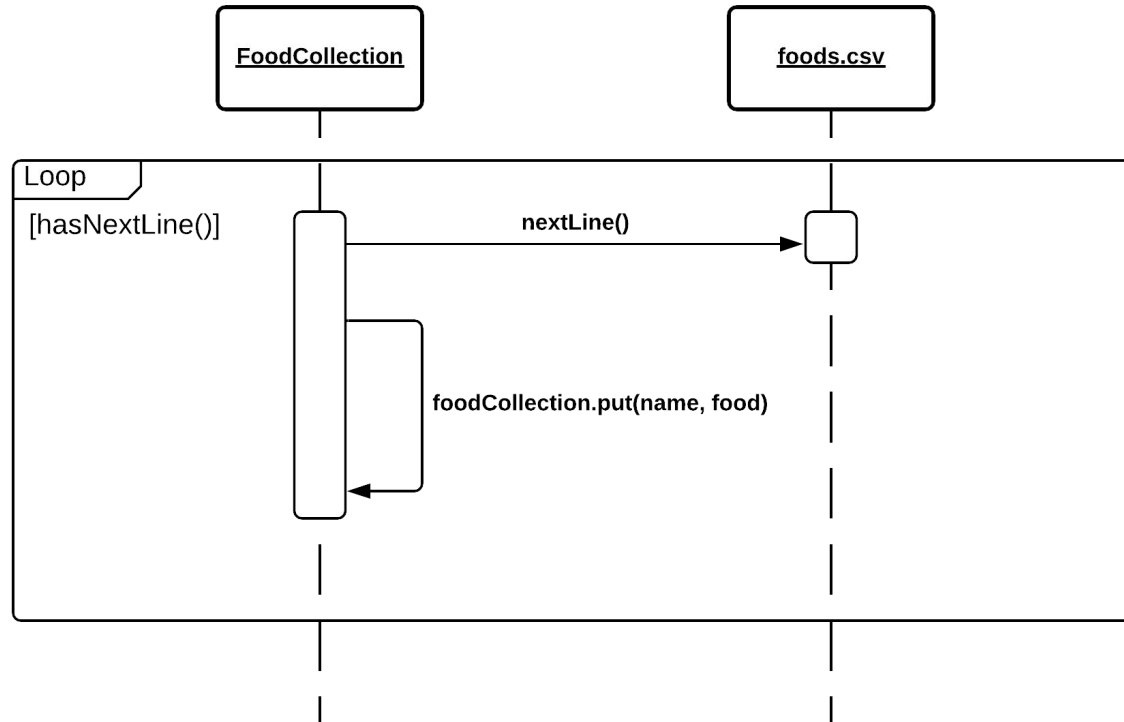 FoodCollection
foods.csv
Loop
[hasNextLine()]
nextLine()
foodCollection.put(name, food)